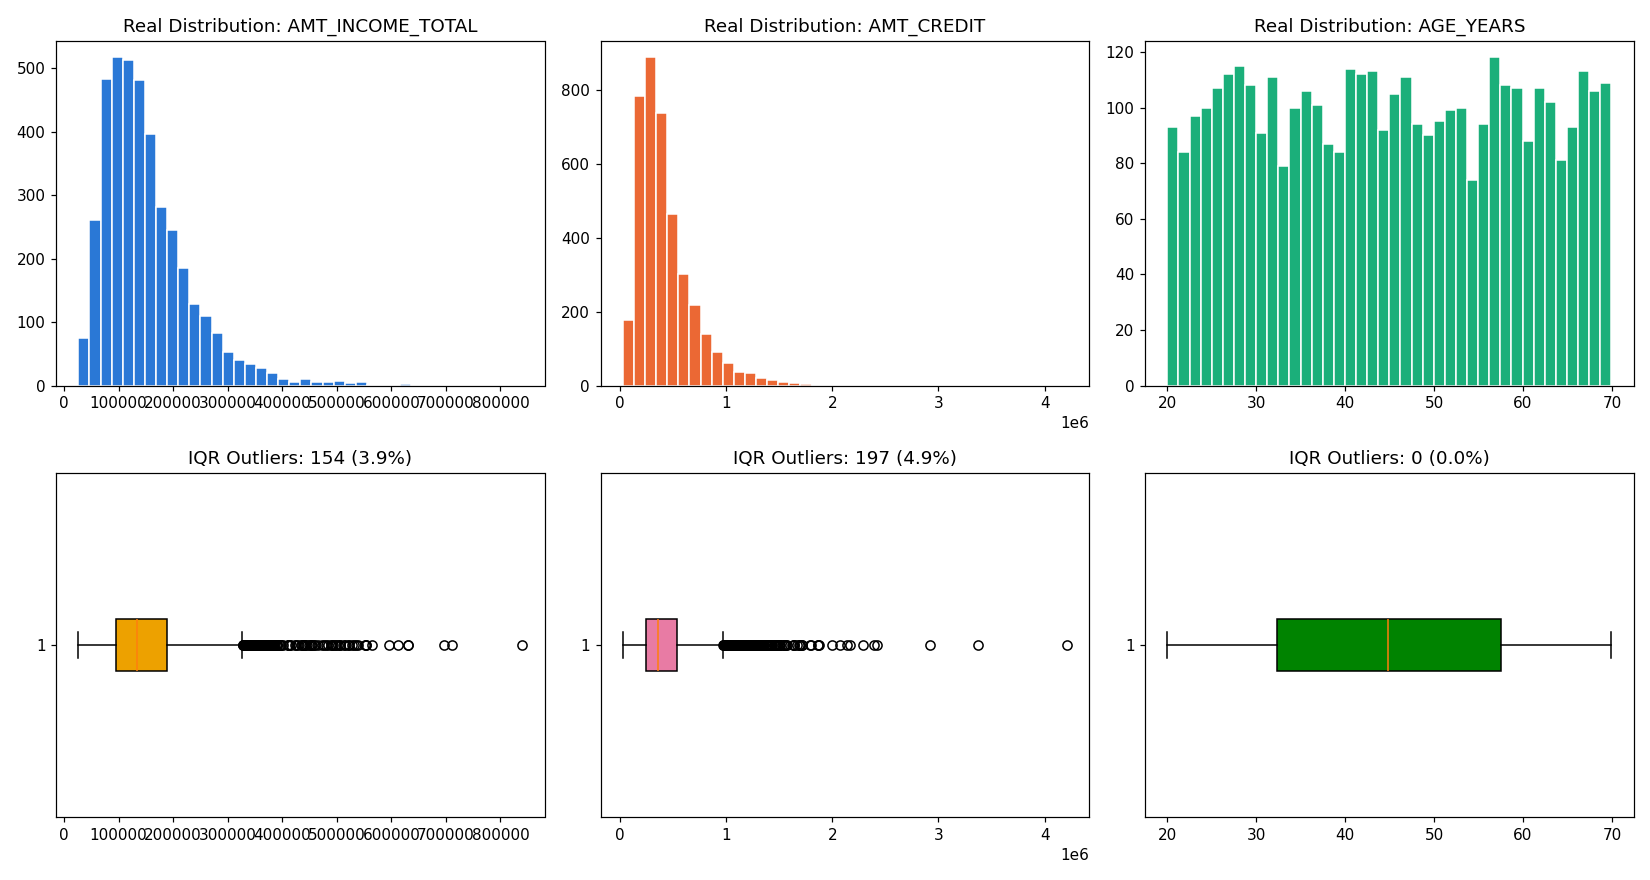 Real Distribution: AMT_INCOME_TOTAL
500
400
300
200
100
0
0 100000 200000 300000 400000 500000 600000 700000 800000
Real Distribution: AMT_CREDIT
800
600
400
200
0
0 1 2 3 4
1e6
Real Distribution: AGE_YEARS
120
100
80
60
40
20
0
20 30 40 50 60 70
IQR Outliers: 154 (3.9%)
1
0 100000 200000 300000 400000 500000 600000 700000 800000
IQR Outliers: 197 (4.9%)
1
0 1 2 3 4
1e6
IQR Outliers: 0 (0.0%)
1
20 30 40 50 60 70